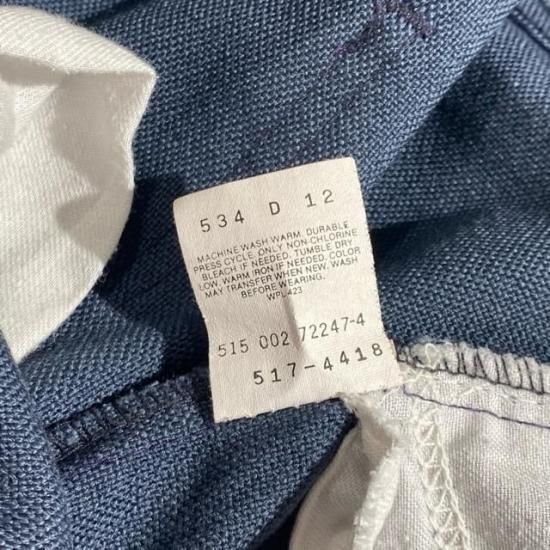 534 D 12
MACHINE WASH WARM. DURABLE
PRESS CYCLE. ONLY NON-CHLORINE
BLEACH IF NEEDED. TUMBLE DRY
LOW. WARM IRON IF NEEDED. COLOR
MAY TRANSFER WHEN NEW. WASH
BEFORE WEARING.
WPL-423
515 002 72247-4
517-4418